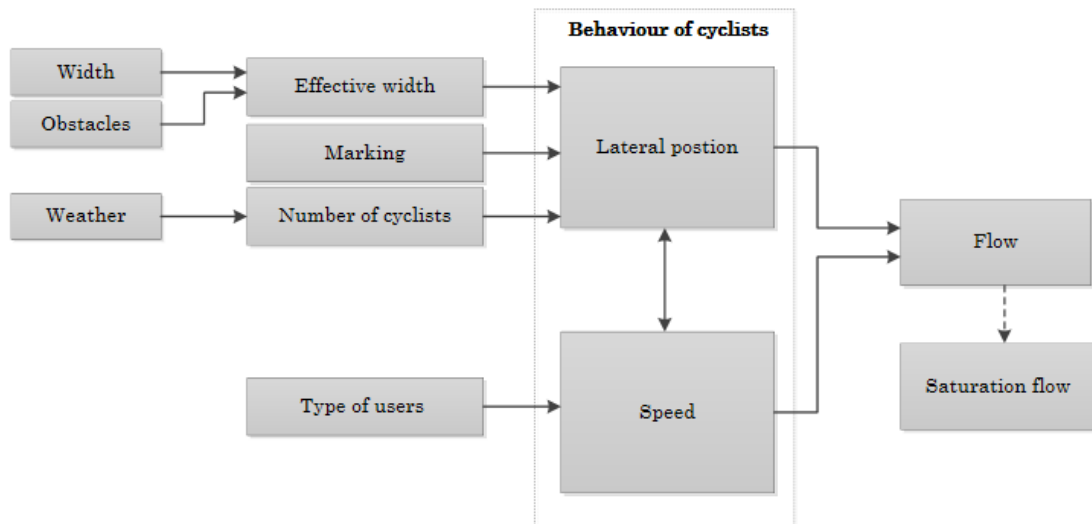 Behaviour of cyclists
Width
Obstacles
Effective width
Marking
Weather
Number of cyclists
Lateral postion
Flow
Saturation flow
Type of users
Speed